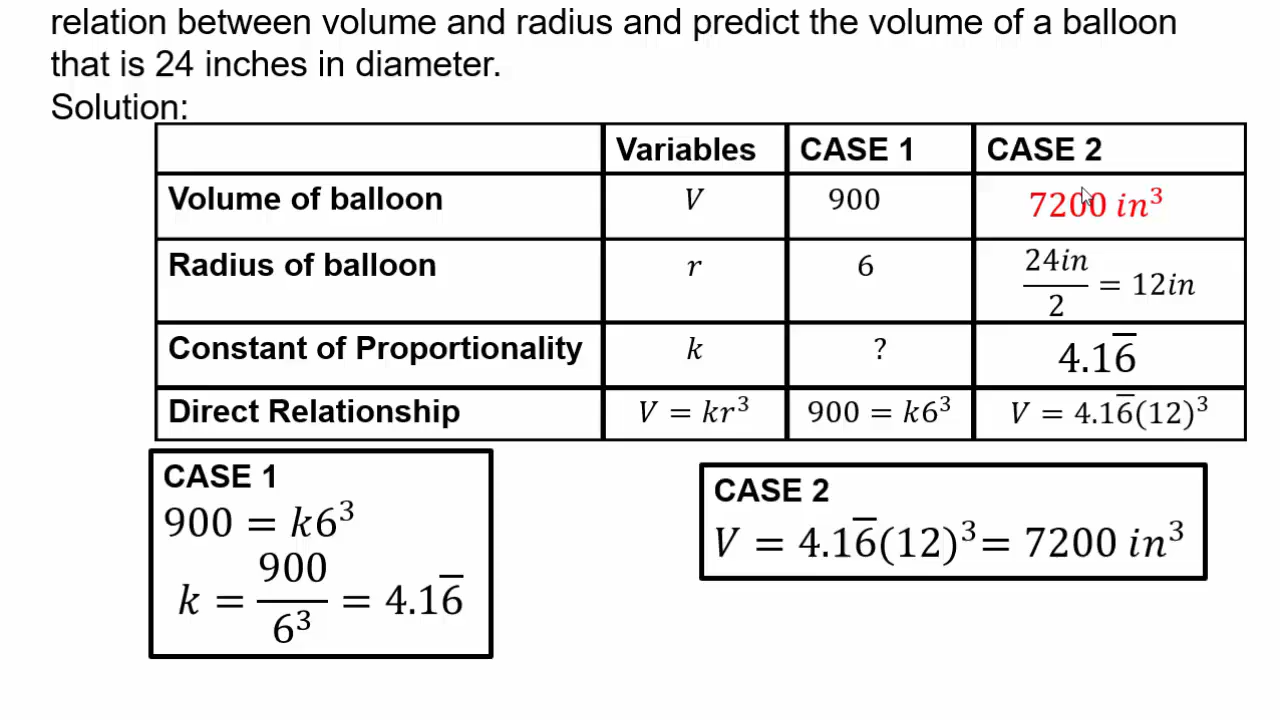 relation between volume and radius and predict the volume of a balloon
that is 24 inches in diameter.
Solution:
Variables CASE 1 CASE 2
Volume of balloon V 900 7200 in³
Radius of balloon r 6 24in/2 = 12in
Constant of Proportionality k ? 4.16̅
Direct Relationship V = kr³ 900 = k6³ V = 4.16̅(12)³
CASE 1
900 = k6³
k = 900/6³ = 4.16̅
CASE 2
V = 4.16̅(12)³= 7200 in³